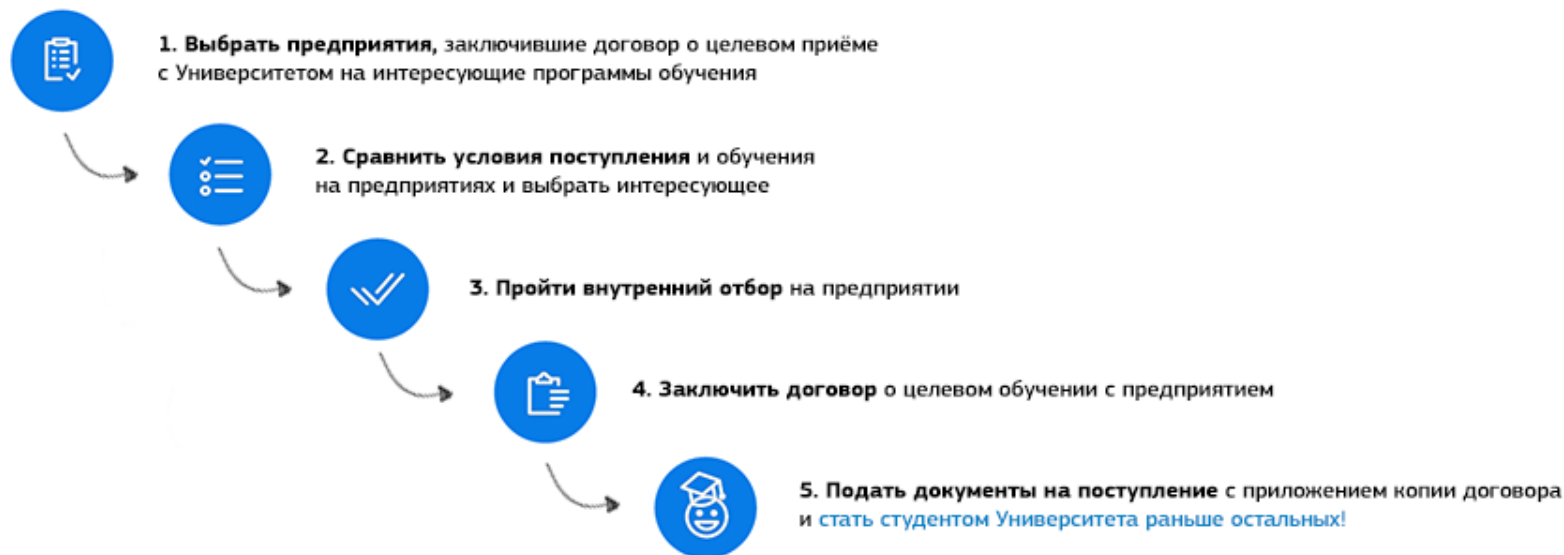 1. Выбрать предприятия, заключившие договор о целевом приёме
с Университетом на интересующие программы обучения
2. Сравнить условия поступления и обучения
на предприятиях и выбрать интересующее
3. Пройти внутренний отбор на предприятии
4. Заключить договор о целевом обучении с предприятием
5. Подать документы на поступление с приложением копии договора
и стать студентом Университета раньше остальных!